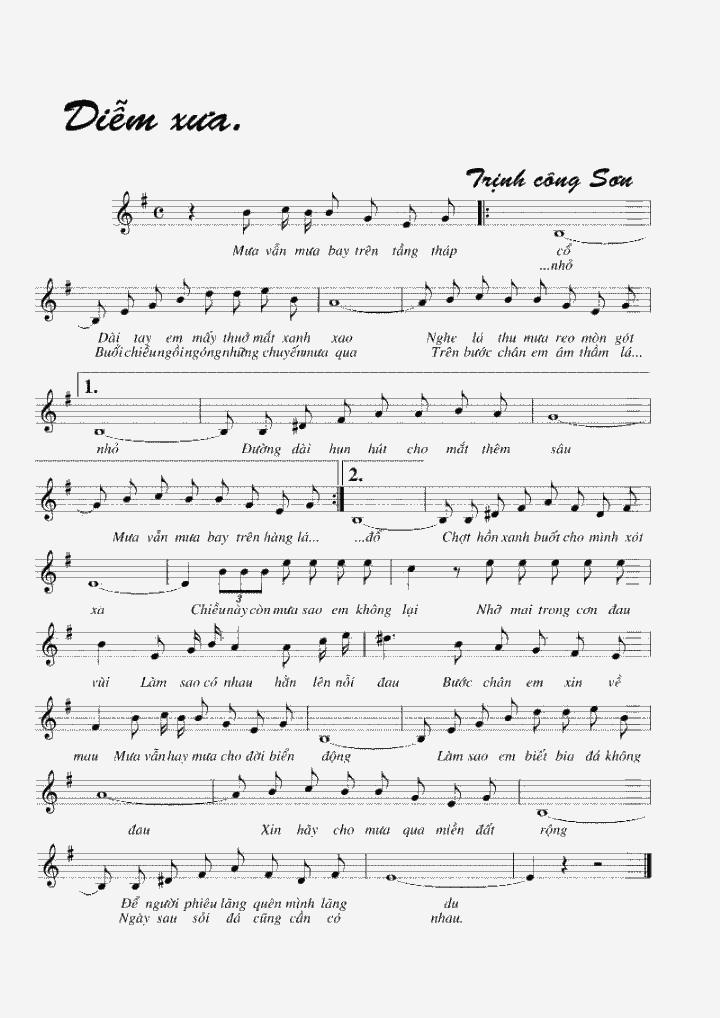 Diễm xưa.
Trịnh công Sơn
Mưa vẫn mưa bay trên tầng tháp cổ
...nhỏ
Dài tay em mấy thuở mắt xanh xao Nghe lá thu mưa reo mòn gót
Buổi chiều ngồi ngóng những chuyến mưa qua Trên bước chân em âm thầm lá...
1.
nhỏ Đường dài hun hút cho mắt thêm sâu
2.
Mưa vẫn mưa bay trên hàng lá... ...đổ Chợt hồn xanh buốt cho mình xót
xa Chiều này còn mưa sao em không lại Nhỡ mai trong cơn đau
3
vùi Làm sao có nhau hằn lên nỗi đau Bước chân em xin về
mau Mưa vẫn hay mưa cho đời biển động Làm sao em biết bia đá không
đau Xin hãy cho mưa qua miền đất rộng
Để người phiêu lãng quên mình lãng du
Ngày sau sỏi đá cũng cần có nhau.